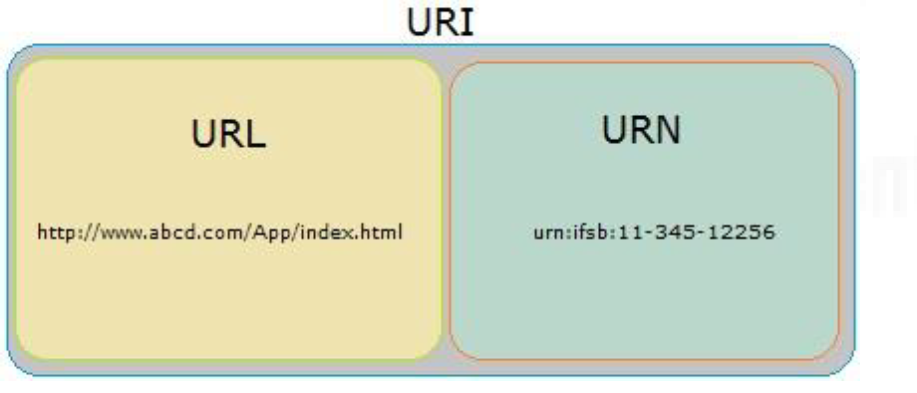 URI
URL
URN
http://www.abcd.com/App/index.html
urn:ifsb:11-345-12256